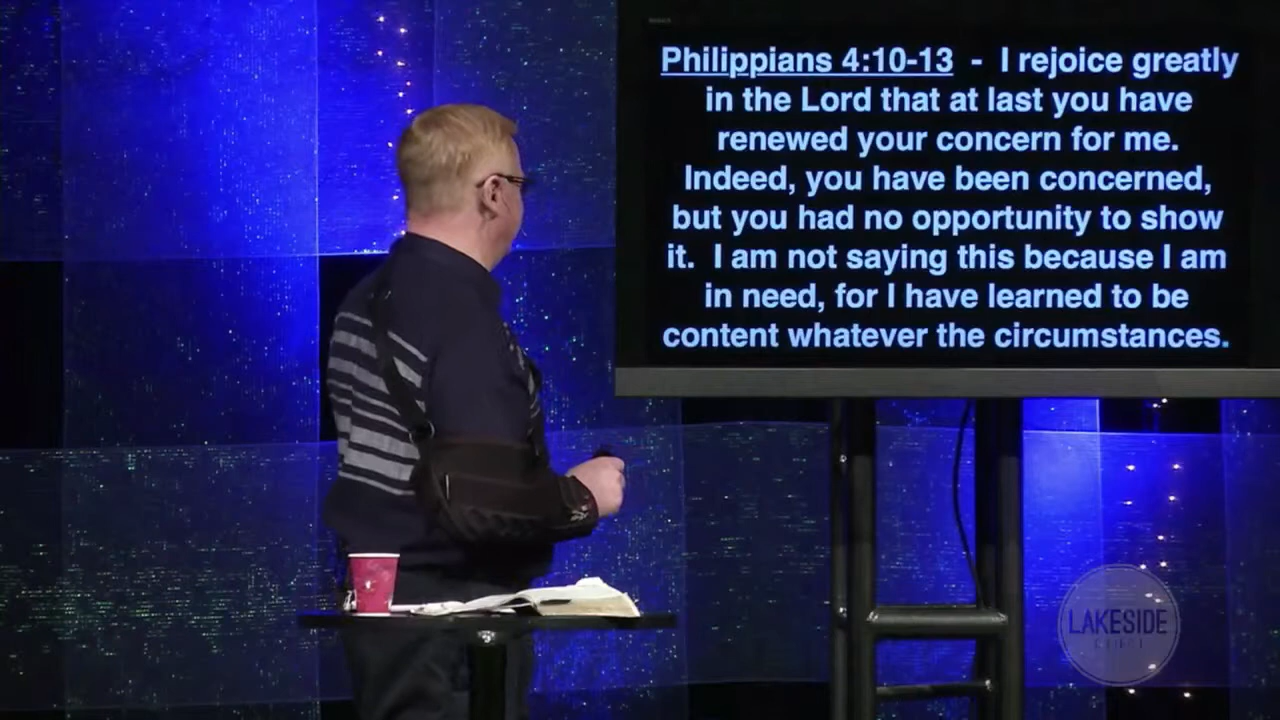 Philippians 4:10-13 - I rejoice greatly
in the Lord that at last you have
renewed your concern for me.
Indeed, you have been concerned,
but you had no opportunity to show
it. I am not saying this because I am
in need, for I have learned to be
content whatever the circumstances.
LAKESIDE